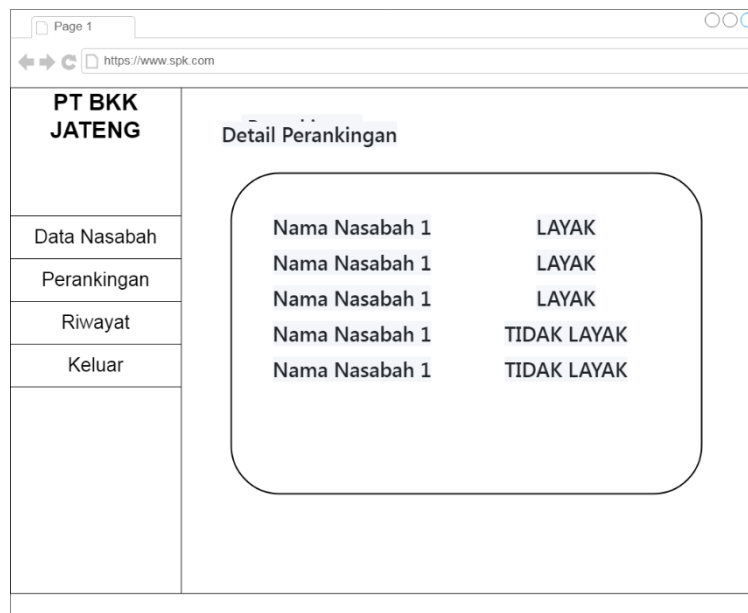 Page 1
https://www.spk.com
PT BKK
JATENG
Data Nasabah
Perankingan
Riwayat
Keluar
Detail Perankingan
Nama Nasabah 1 LAYAK
Nama Nasabah 1 LAYAK
Nama Nasabah 1 LAYAK
Nama Nasabah 1 TIDAK LAYAK
Nama Nasabah 1 TIDAK LAYAK